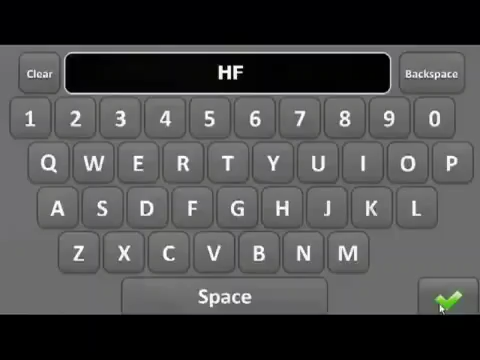 Clear HF Backspace
1 2 3 4 5 6 7 8 9 0
Q W E R T Y U I O P
A S D F G H J K L
Z X C V B N M
Space